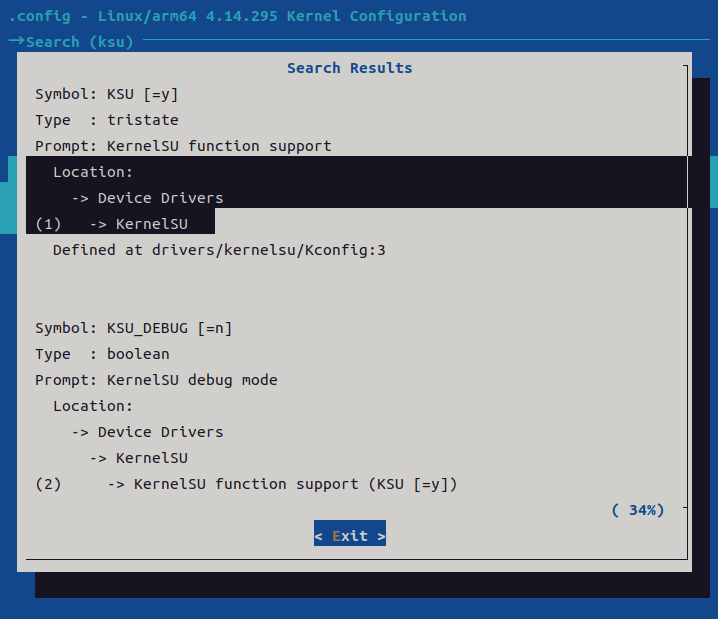 .config - Linux/arm64 4.14.295 Kernel Configuration
→Search (ksu)
Search Results
Symbol: KSU [=y]
Type  : tristate
Prompt: KernelSU function support
  Location:
    -> Device Drivers
(1)   -> KernelSU
  Defined at drivers/kernelsu/Kconfig:3
Symbol: KSU_DEBUG [=n]
Type  : boolean
Prompt: KernelSU debug mode
  Location:
    -> Device Drivers
      -> KernelSU
(2)     -> KernelSU function support (KSU [=y])
( 34%)
< Exit >